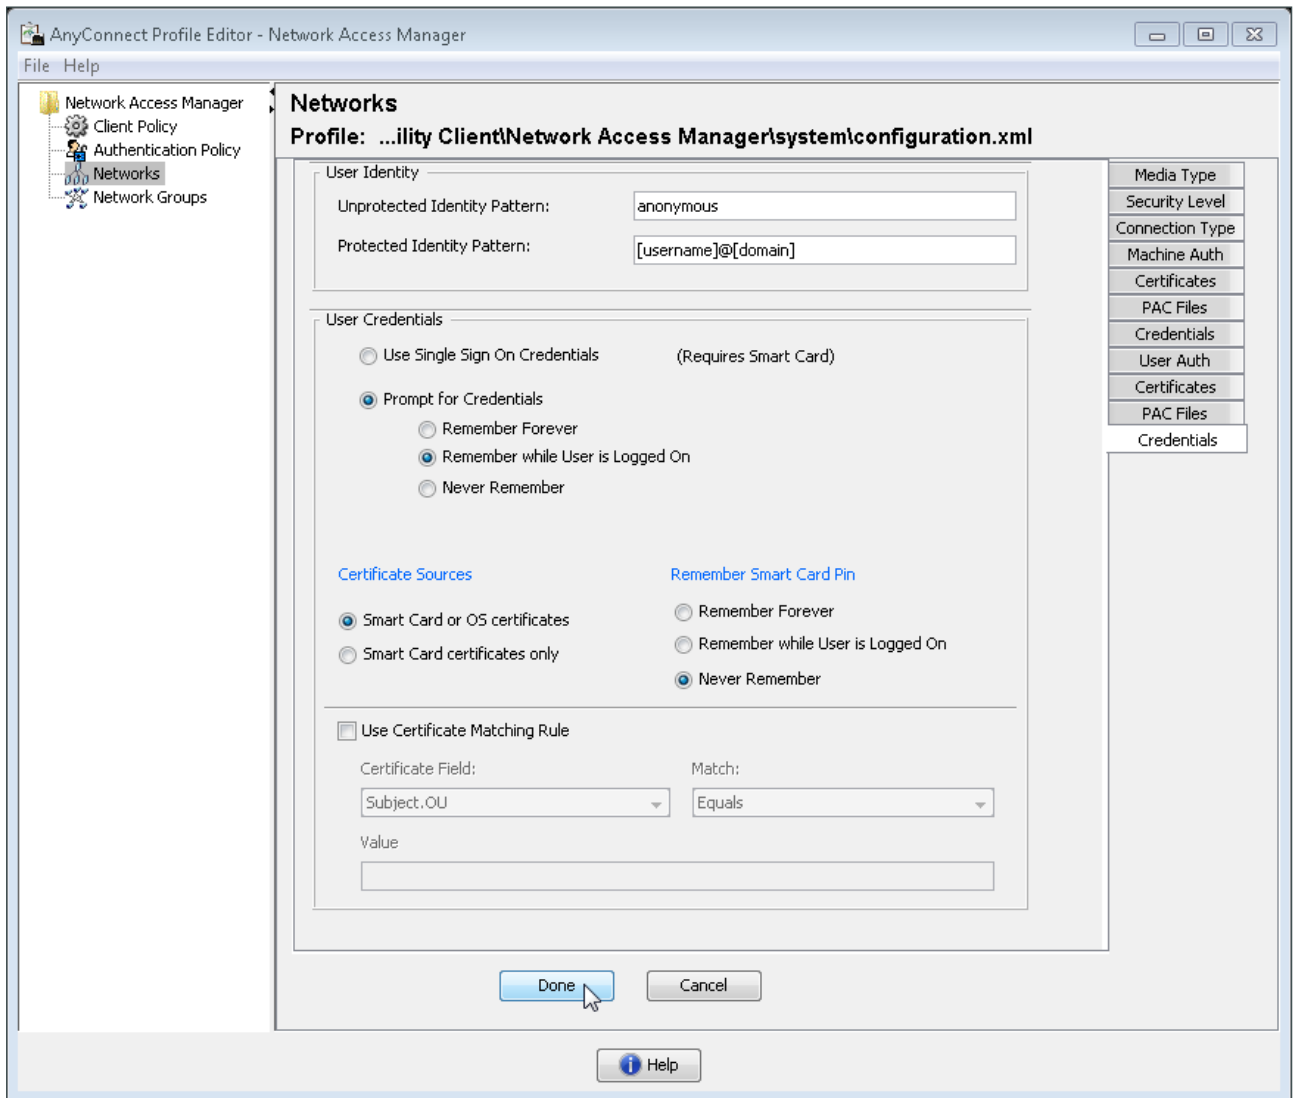 AnyConnect Profile Editor - Network Access Manager
File Help
Network Access Manager
Client Policy
Authentication Policy
Networks
Network Groups
Networks
Profile: ...ility Client\Network Access Manager\system\configuration.xml
User Identity
Unprotected Identity Pattern: anonymous
Protected Identity Pattern: [username]@[domain]
User Credentials
Use Single Sign On Credentials (Requires Smart Card)
Prompt for Credentials
Remember Forever
Remember while User is Logged On
Never Remember
Certificate Sources
Smart Card or OS certificates
Smart Card certificates only
Remember Smart Card Pin
Remember Forever
Remember while User is Logged On
Never Remember
Use Certificate Matching Rule
Certificate Field: Match:
Subject.OU Equals
Value
Media Type
Security Level
Connection Type
Machine Auth
Certificates
PAC Files
Credentials
User Auth
Certificates
PAC Files
Credentials
Done Cancel
Help